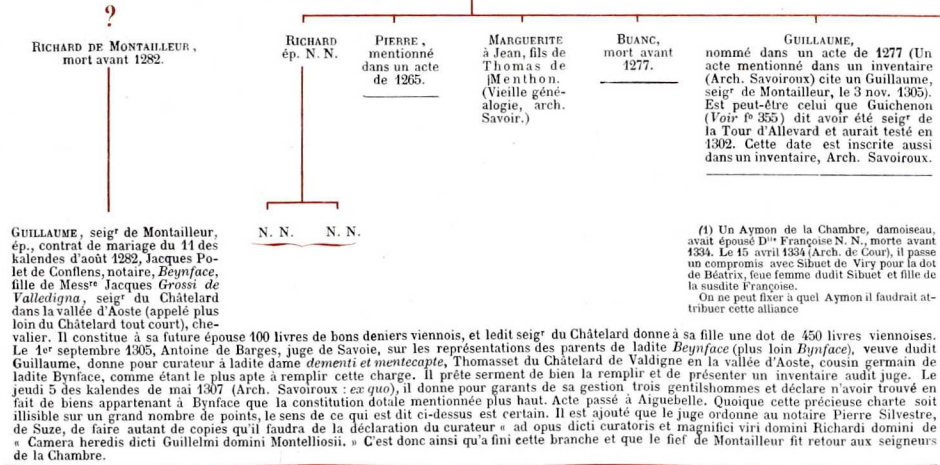 ?
RICHARD DE MONTAILLEUR,
mort avant 1282.
RICHARD
ép. N. N.
PIERRE,
mentionné
dans un acte
de 1265.
MARGUERITE
à Jean, fils de
Thomas de
Menthon.
(Vieille géné-
alogie, arch.
Savoir.)
BUANC,
mort avant
1277.
GUILLAUME,
nommé dans un acte de 1277 (Un
acte mentionné dans un inventaire
(Arch. Savoiroux) cite un Guillaume,
seigr de Montailleur, le 3 nov. 1305).
Est peut-être celui que Guichenon
(Voir fo 355) dit avoir été seigr de
la Tour d'Allevard et aurait testé en
1302. Cette date est inscrite aussi
dans un inventaire, Arch. Savoiroux.
N. N. N. N.
GUILLAUME, seigr de Montailleur,
ép., contrat de mariage du 11 des
kalendes d'août 1282, Jacques Po-
let de Conflens, notaire, Beynface,
fille de Messre Jacques Grossi de
Valledigna, seigr du Châtelard
dans la vallée d'Aoste (appelé plus
loin du Châtelard tout court), che-
valier. Il constitue à sa future épouse 100 livres de bons deniers viennois, et ledit seigr du Châtelard donne à sa fille une dot de 450 livres viennoises.
Le 1er septembre 1305, Antoine de Barges, juge de Savoie, sur les représentations des parents de ladite Beynface (plus loin Bynface), veuve dudit
Guillaume, donne pour curateur à ladite dame dementi et mentecapte, Thomasset du Châtelard de Valdigne en la vallée d'Aoste, cousin germain de
ladite Bynface, comme étant le plus apte à remplir cette charge. Il prête serment de bien la remplir et de présenter un inventaire audit juge. Le
jeudi 5 des kalendes de mai 1307 (Arch. Savoiroux : ex quo), il donne pour garants de sa gestion trois gentilshommes et déclare n'avoir trouvé en
fait de biens appartenant à Bynface que la constitution dotale mentionnée plus haut. Acte passé à Aiguebelle. Quoique cette précieuse charte soit
illisible sur un grand nombre de points, le sens de ce qui est dit ci-dessus est certain. Il est ajouté que le juge ordonne au notaire Pierre Silvestre,
de Suze, de faire autant de copies qu'il faudra de la déclaration du curateur « ad opus dicti curatoris et magnifici viri domini Richardi domini de
« Camera heredis dicti Guillelmi domini Montelliosii. » C'est donc ainsi qu'a fini cette branche et que le fief de Montailleur fit retour aux seigneurs
de la Chambre.
(1) Un Aymon de la Chambre, damoiseau,
avait épousé Dlle Françoise N. N., morte avant
1334. Le 15 avril 1334 (Arch. de Cour), il passe
un compromis avec Sibuet de Viry pour la dot
de Béatrix, feue femme dudit Sibuet et fille de
la susdite Françoise.
On ne peut fixer à quel Aymon il faudrait at-
tribuer cette alliance